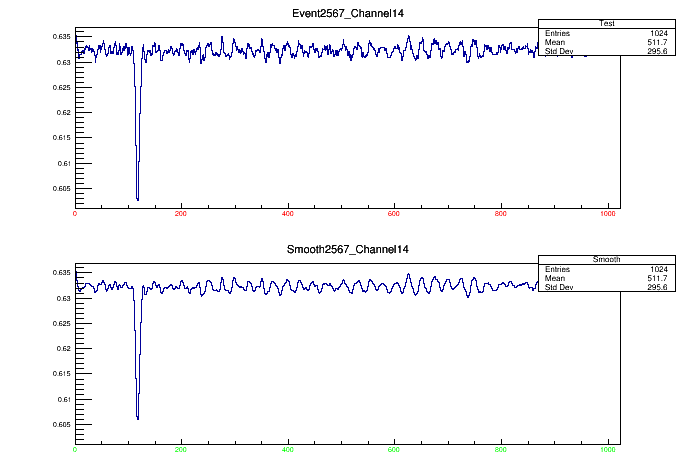 Event2567_Channel14
Test
Entries 1024
Mean 511.7
Std Dev 295.6
0.635
0.63
0.625
0.62
0.615
0.61
0.605
0 200 400 600 800 1000
Smooth2567_Channel14
Smooth
Entries 1024
Mean 511.7
Std Dev 295.6
0.635
0.63
0.625
0.62
0.615
0.61
0.605
0 200 400 600 800 1000